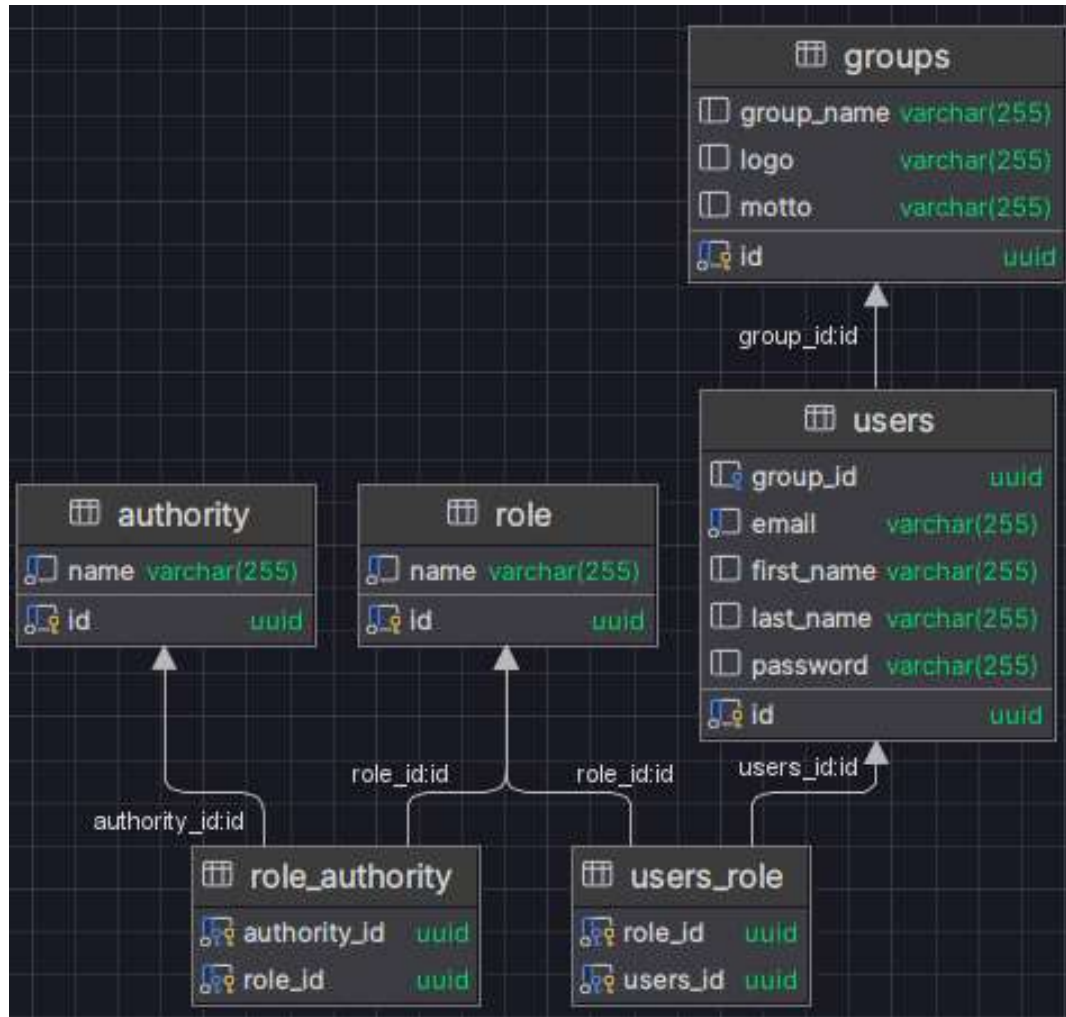 groups
group_name varchar(255)
logo varchar(255)
motto varchar(255)
id uuid
group_id:id
users
group_id uuid
email varchar(255)
first_name varchar(255)
last_name varchar(255)
password varchar(255)
id uuid
authority
name varchar(255)
id uuid
role
name varchar(255)
id uuid
role_id:id
role_id:id
users_id:id
authority_id:id
role_authority
authority_id uuid
role_id uuid
users_role
role_id uuid
users_id uuid